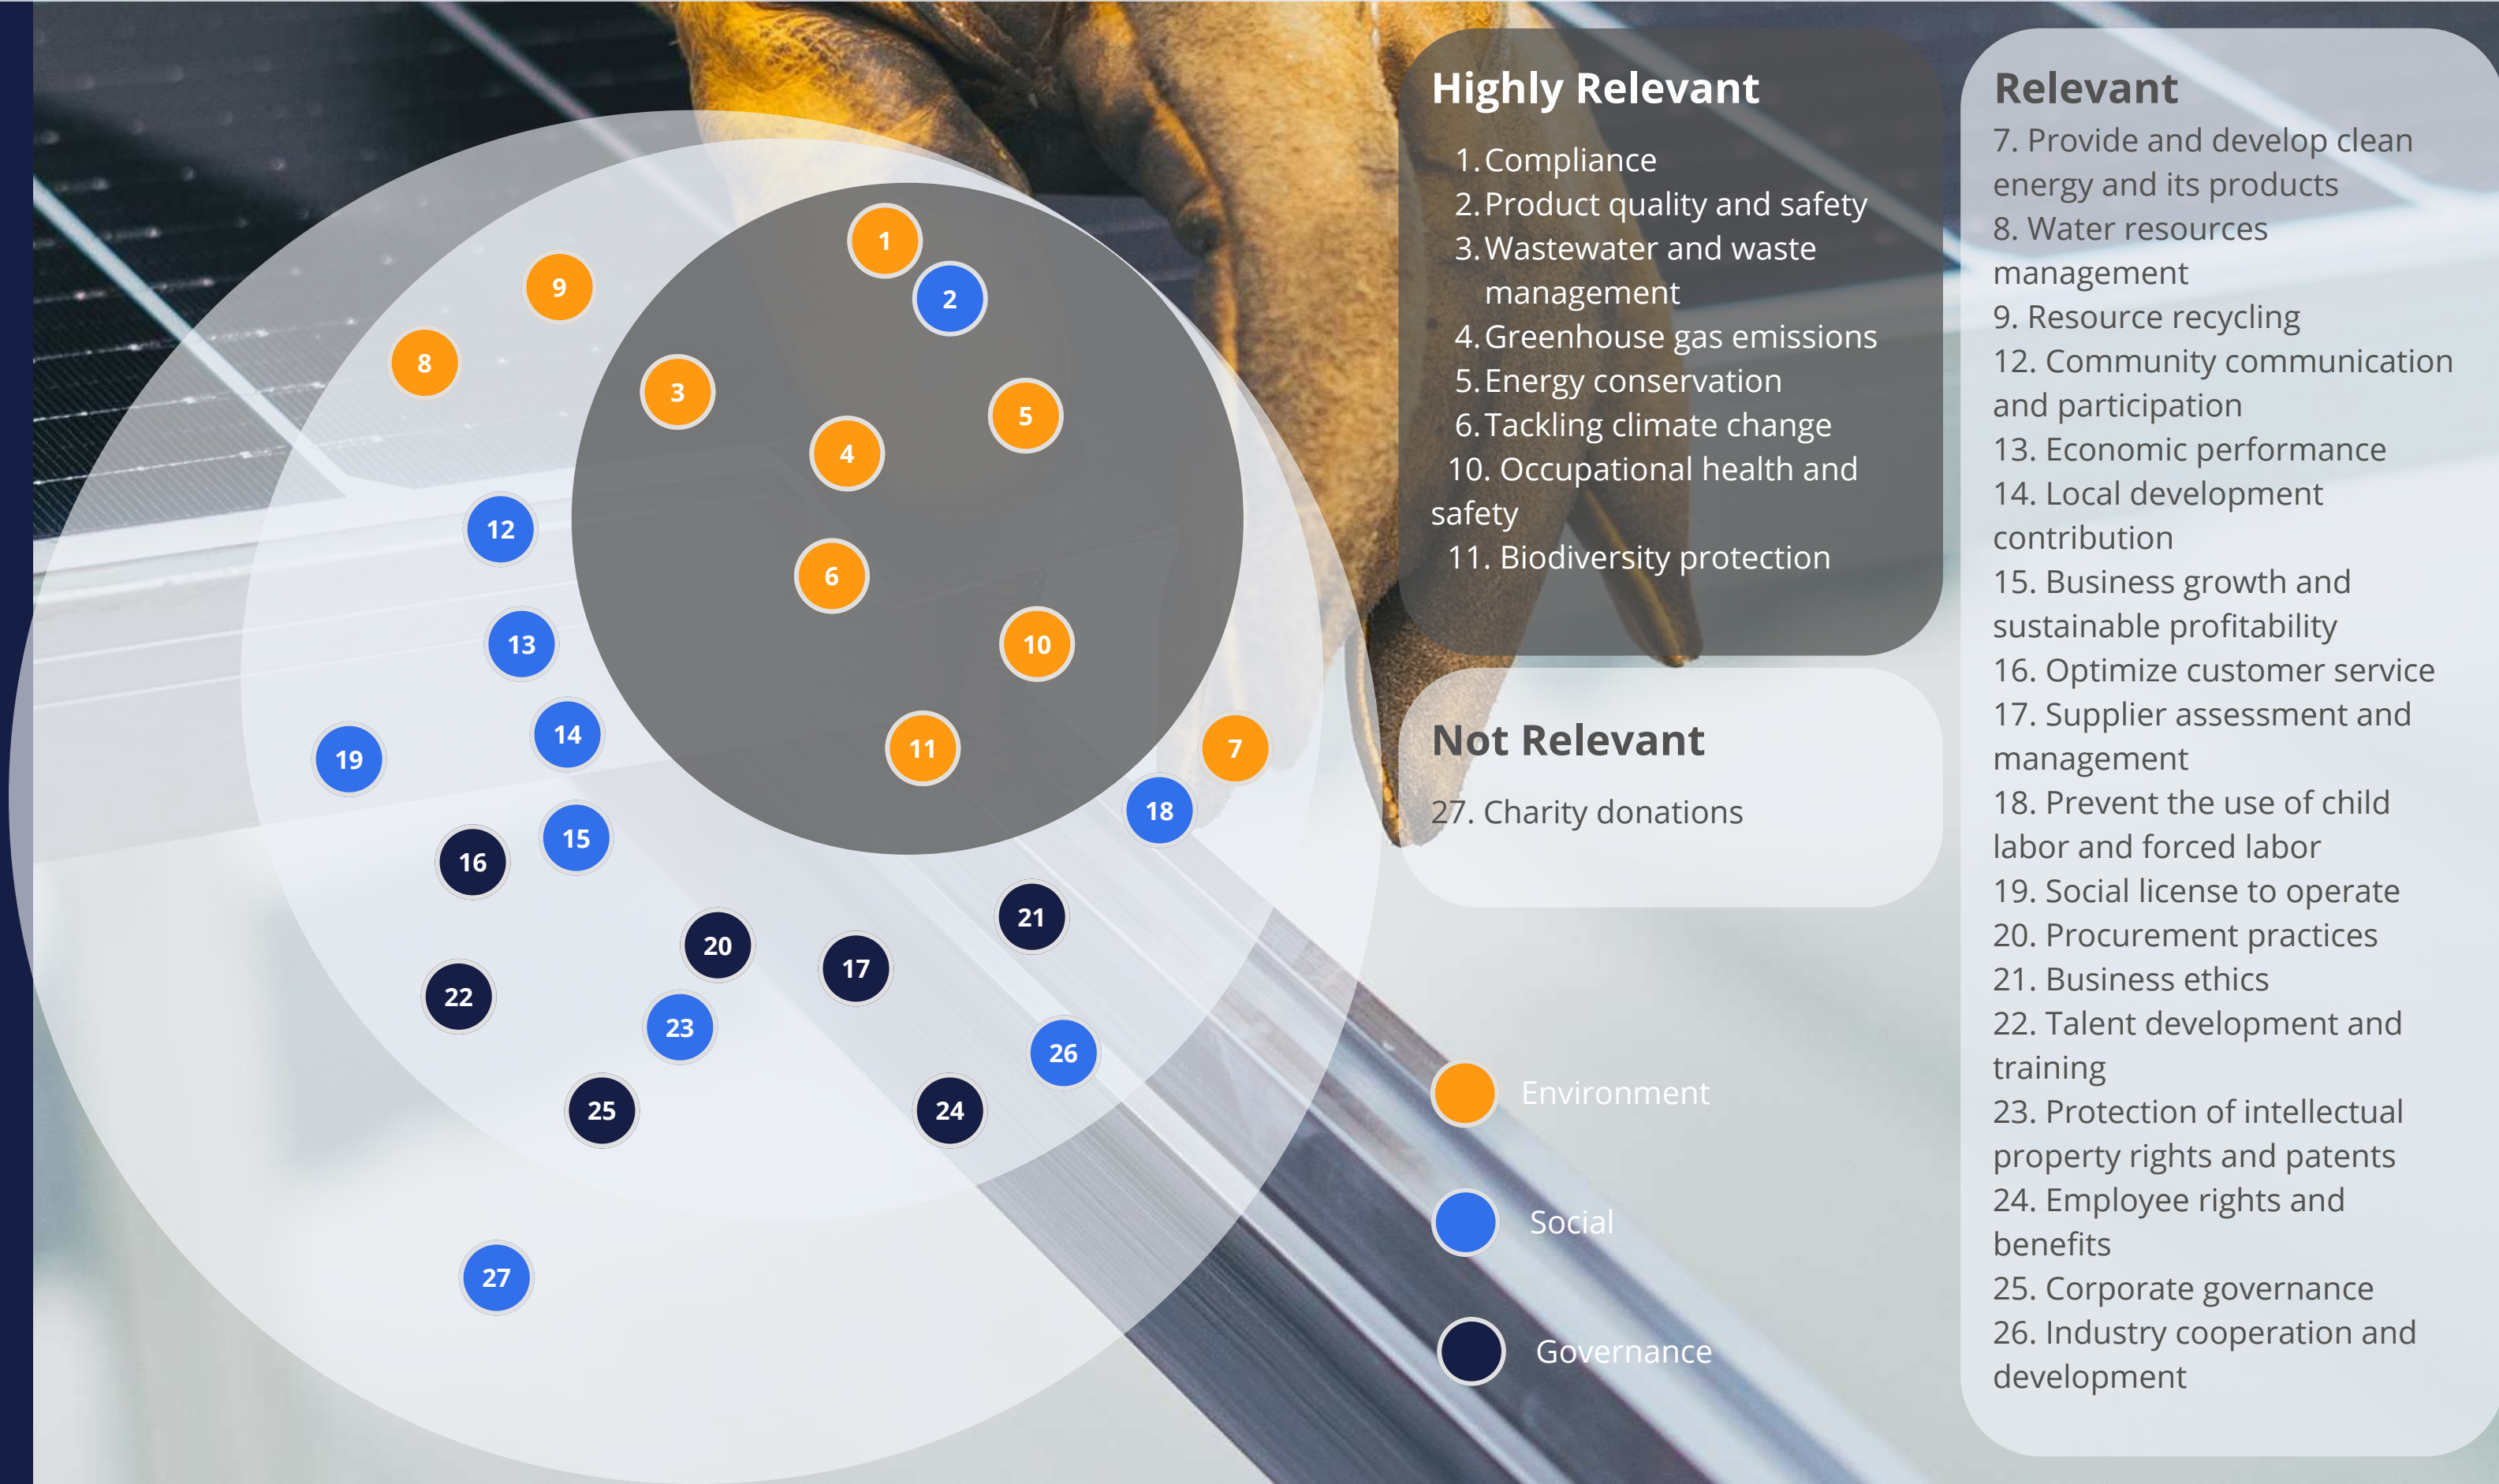 1
2
9
8
3
5
4
12
6
13
10
14
11
7
19
18
15
16
21
20
17
22
23
26
25
24
27
Highly Relevant
1. Compliance
2. Product quality and safety
3. Wastewater and waste
management
4. Greenhouse gas emissions
5. Energy conservation
6. Tackling climate change
10. Occupational health and
safety
11. Biodiversity protection
Not Relevant
27. Charity donations
Environment
Social
Governance
Relevant
7. Provide and develop clean
energy and its products
8. Water resources
management
9. Resource recycling
12. Community communication
and participation
13. Economic performance
14. Local development
contribution
15. Business growth and
sustainable profitability
16. Optimize customer service
17. Supplier assessment and
management
18. Prevent the use of child
labor and forced labor
19. Social license to operate
20. Procurement practices
21. Business ethics
22. Talent development and
training
23. Protection of intellectual
property rights and patents
24. Employee rights and
benefits
25. Corporate governance
26. Industry cooperation and
development